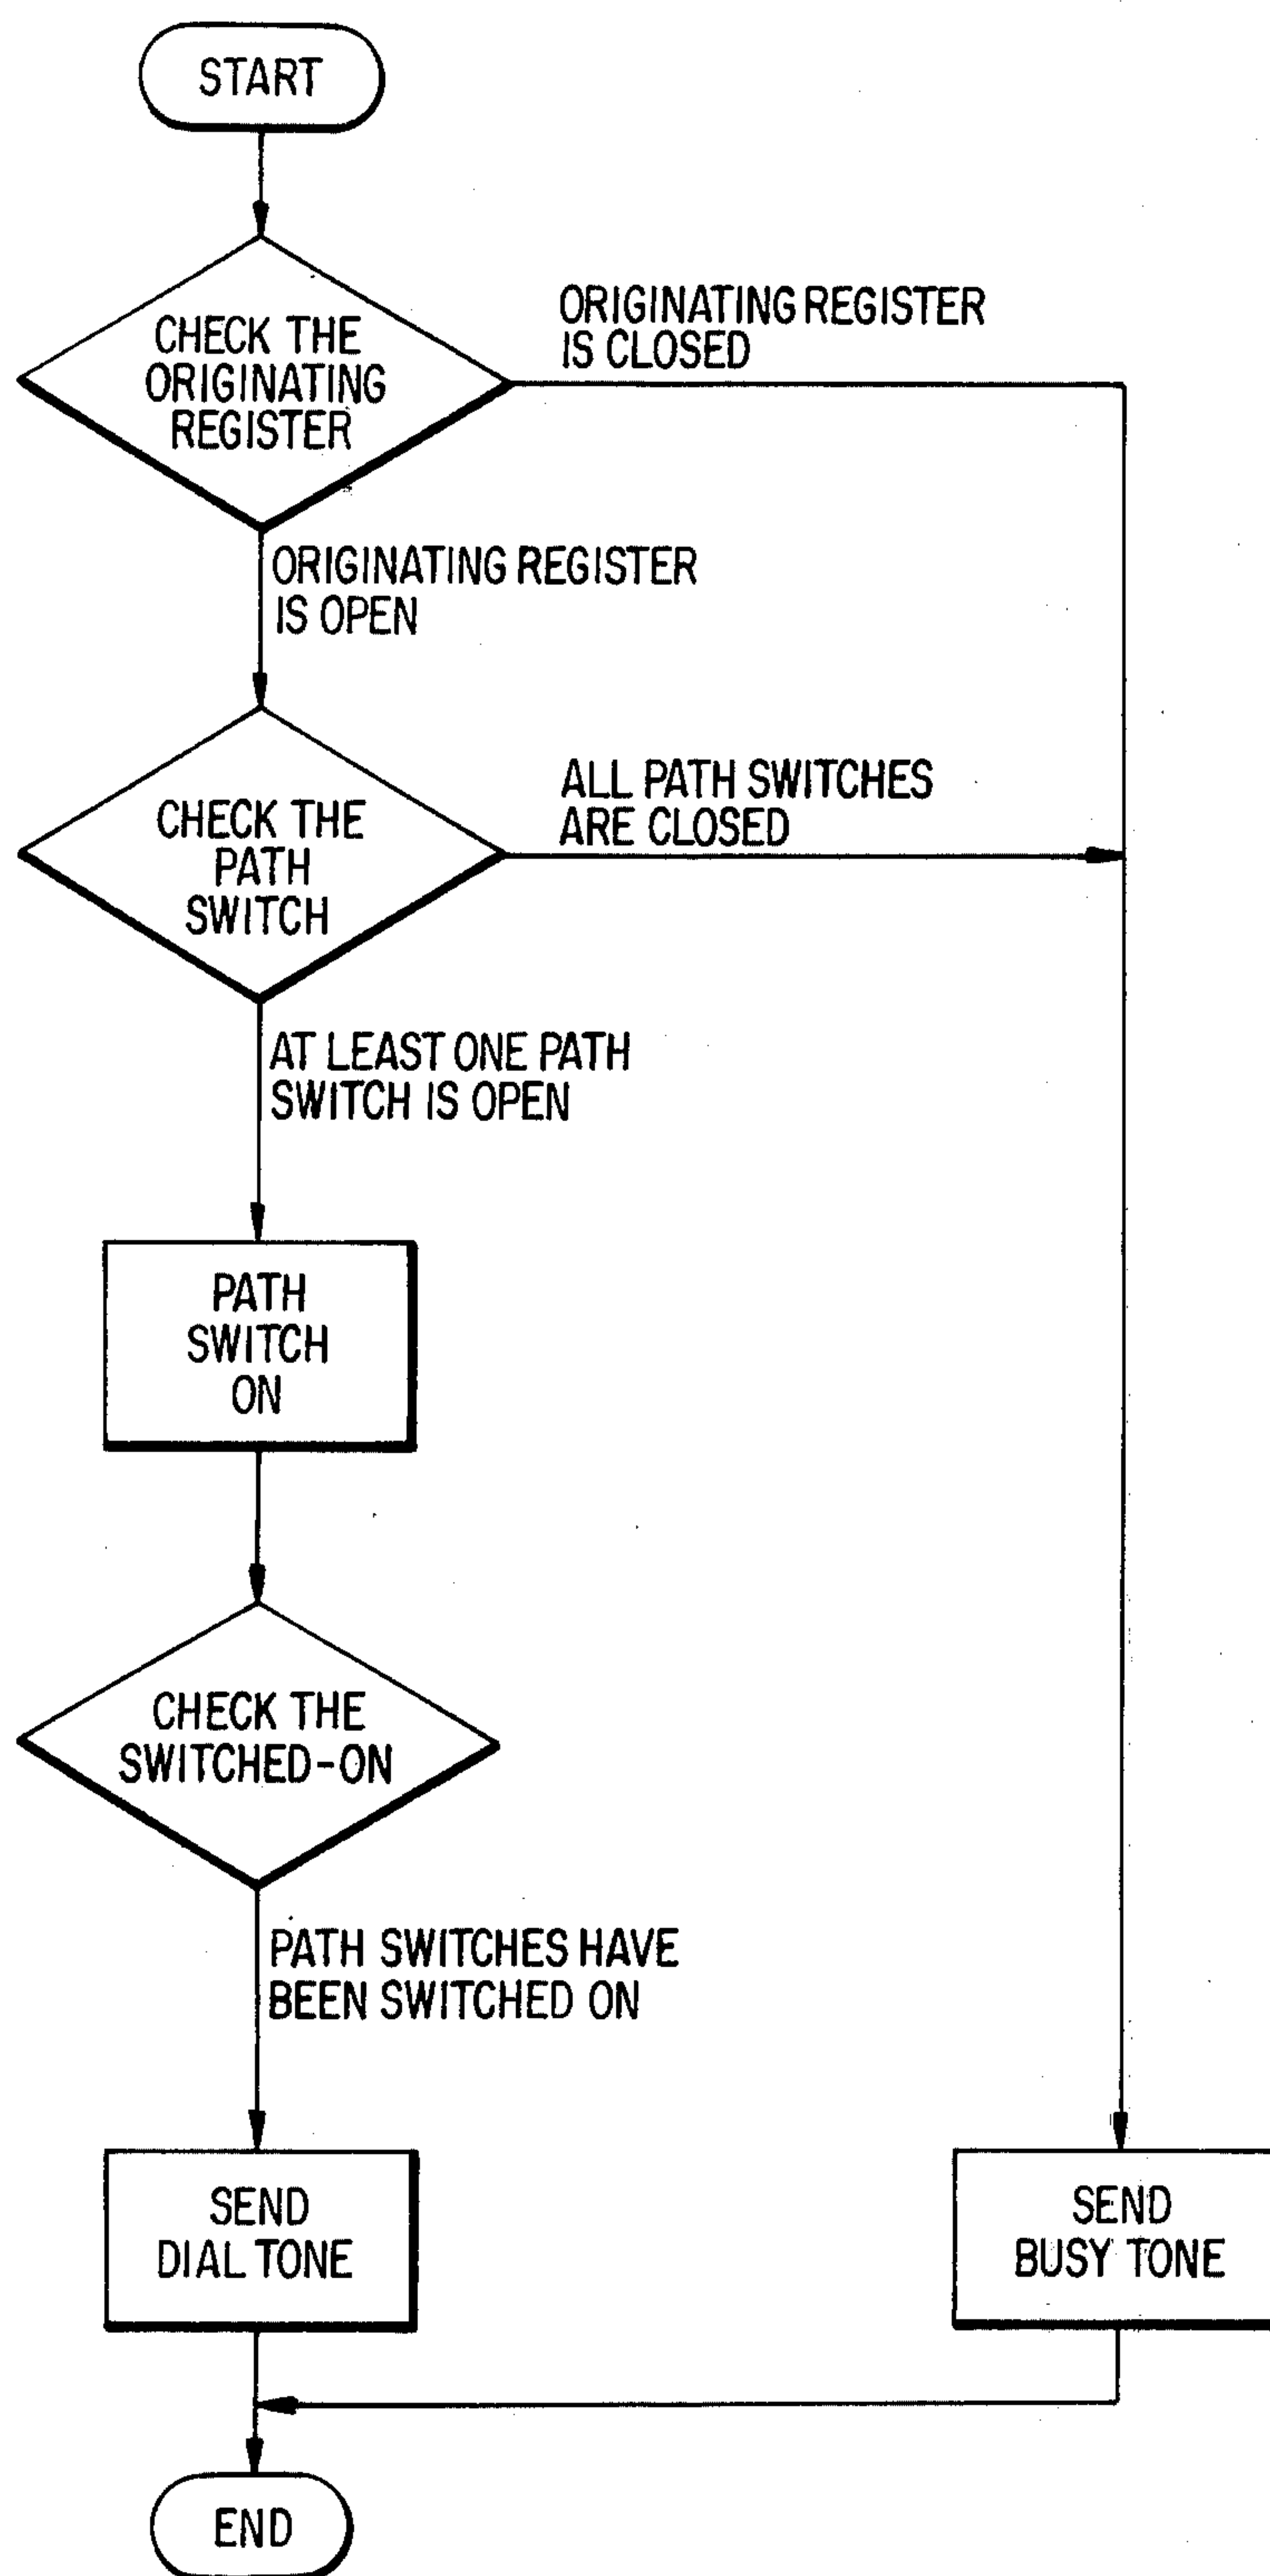 START
CHECK THE
ORIGINATING
REGISTER
ORIGINATING REGISTER
IS CLOSED
ORIGINATING REGISTER
IS OPEN
CHECK THE
PATH
SWITCH
ALL PATH SWITCHES
ARE CLOSED
AT LEAST ONE PATH
SWITCH IS OPEN
PATH
SWITCH
ON
CHECK THE
SWITCHED-ON
PATH SWITCHES HAVE
BEEN SWITCHED ON
SEND
DIAL TONE
SEND
BUSY TONE
END